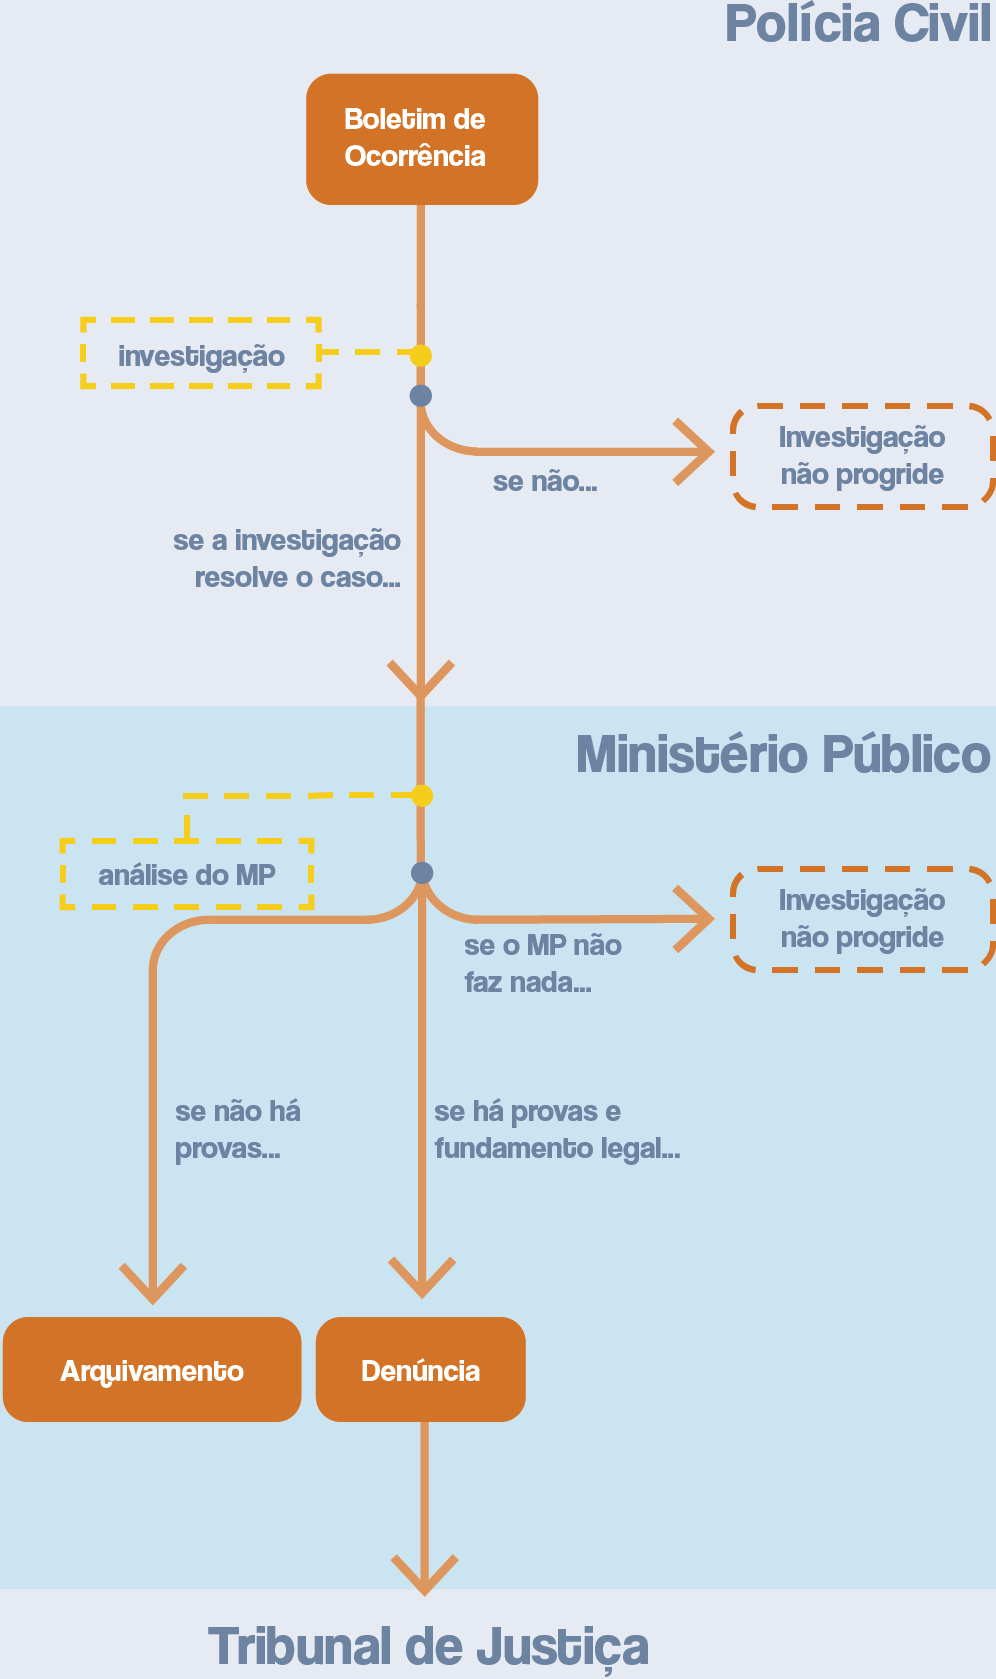 Polícia Civil
Boletim de
Ocorrência
investigação
Investigação
não progride
se não...
se a investigação
resolve o caso...
Ministério Público
análise do MP
Investigação
não progride
se o MP não
faz nada...
se não há
provas...
se há provas e
fundamento legal...
Arquivamento
Denúncia
Tribunal de Justiça